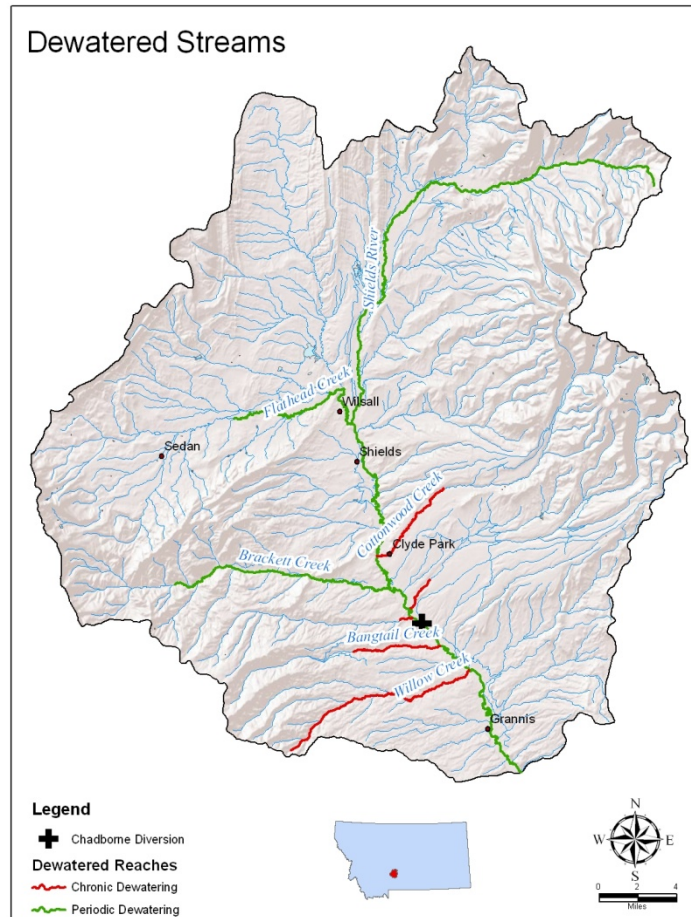 Dewatered Streams
Shields River
Flathead Creek
Wilsall
Sedan
Shields
Cottonwood Creek
Clyde Park
Brackett Creek
Bangtail Creek
Willow Creek
Grannis
Legend
Chadborne Diversion
Dewatered Reaches
Chronic Dewatering
Periodic Dewatering
N
W E
S
0 2 4
Miles